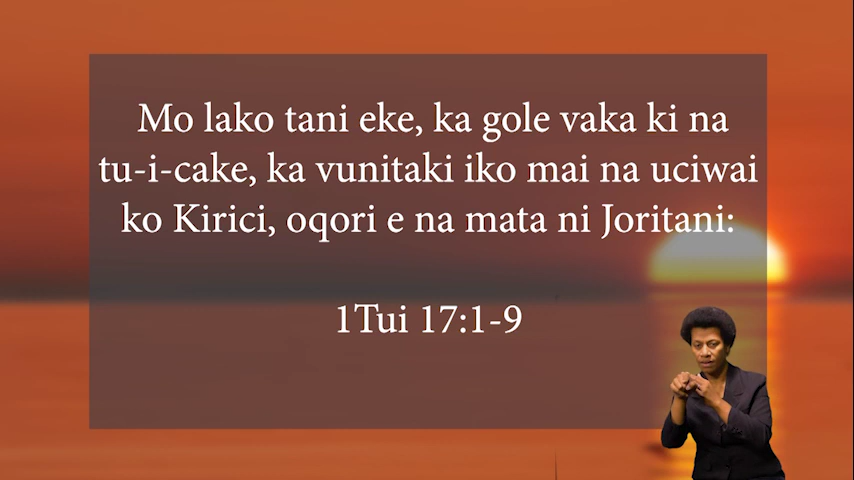 Mo lako tani eke, ka gole vaka ki na
tu-i-cake, ka vunitaki iko mai na uciwai
ko Kirici, oqori e na mata ni Joritani:
1Tui 17:1-9